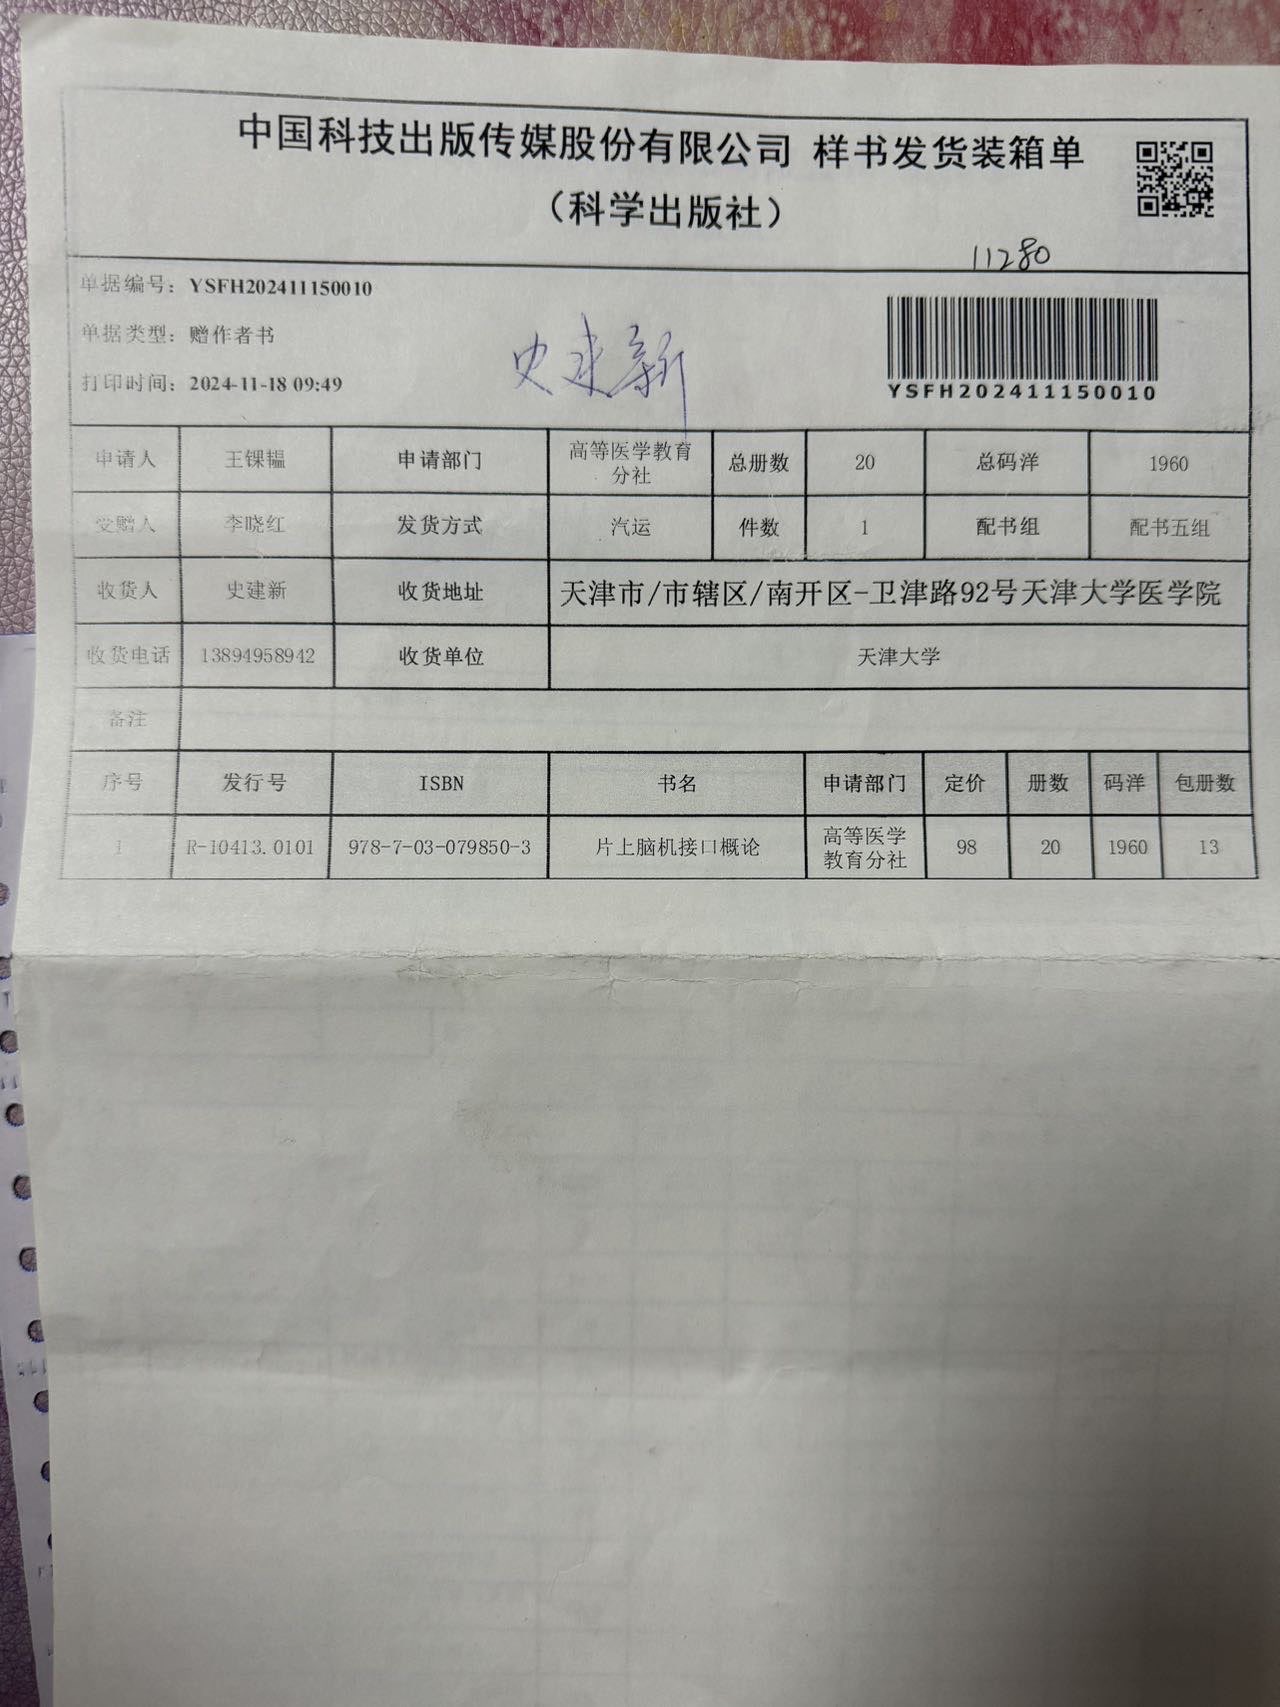 中国科技出版传媒股份有限公司 样书发货装箱单
（科学出版社）
11280
单据编号：YSFH202411150010
单据类型：赠作者书
打印时间：2024-11-18 09:49
史建新
YSFH202411150010
申请人 王锞韫 申请部门 高等医学教育分社 总册数 20 总码洋 1960
受赠人 李晓红 发货方式 汽运 件数 1 配书组 配书五组
收货人 史建新 收货地址 天津市/市辖区/南开区-卫津路92号天津大学医学院
收货电话 13894958942 收货单位 天津大学
备注
序号 发行号 ISBN 书名 申请部门 定价 册数 码洋 包册数
1 R-10413.0101 978-7-03-079850-3 片上脑机接口概论 高等医学教育分社 98 20 1960 13